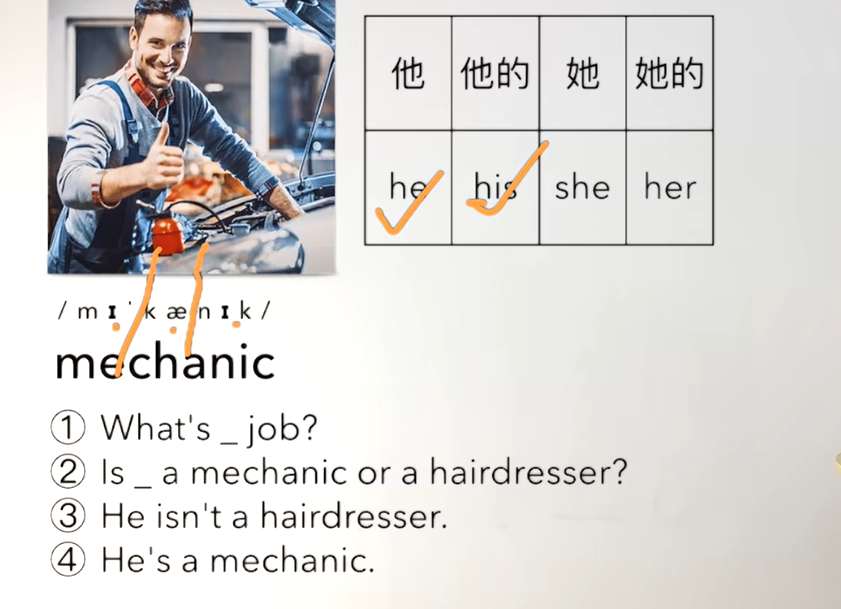 他 他的 她 她的
he his she her
/mɪˈkænɪk/
mechanic
① What's _ job?
② Is _ a mechanic or a hairdresser?
③ He isn't a hairdresser.
④ He's a mechanic.